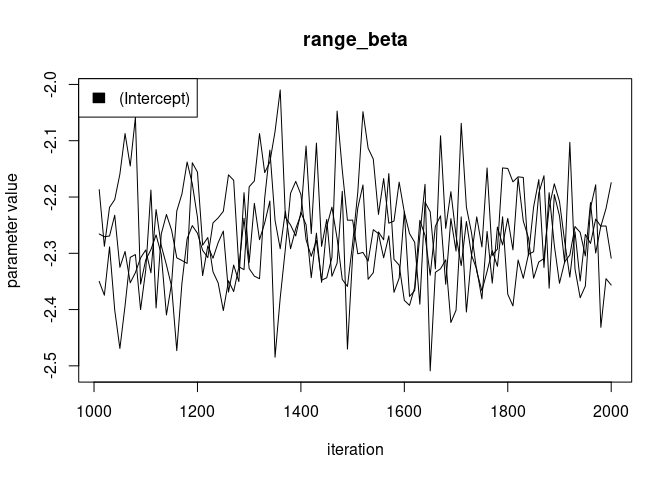 range_beta
(Intercept)
parameter value
-2.0
-2.1
-2.2
-2.3
-2.4
-2.5
1000 1200 1400 1600 1800 2000
iteration